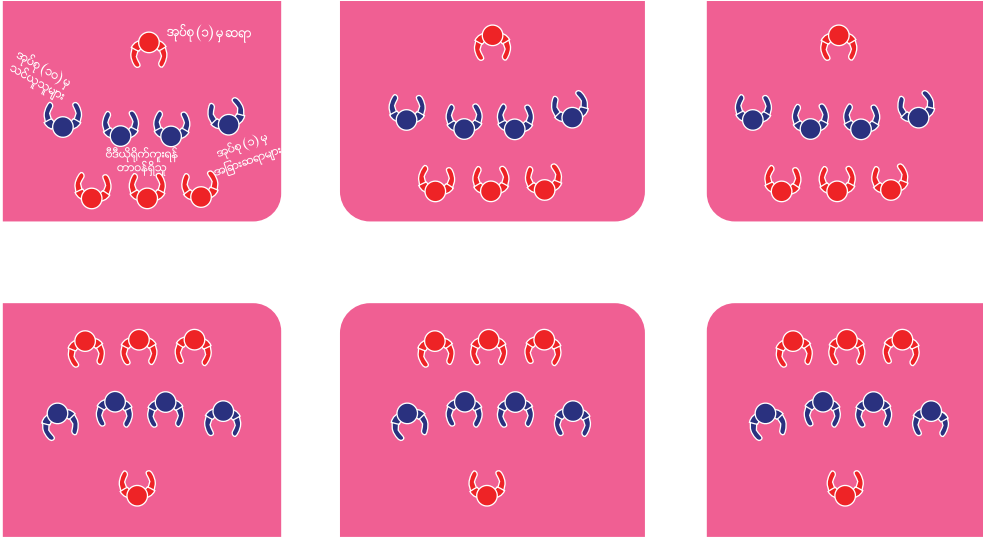 အုပ်စု (၁) မှ ဆရာ
အုပ်စု (၁၀) မှ
သင်ယူသူများ
ဗီဒီယိုရိုက်ကူးရန်
တာဝန်ရှိသူ
အုပ်စု (၁) မှ
အခြားဆရာများ